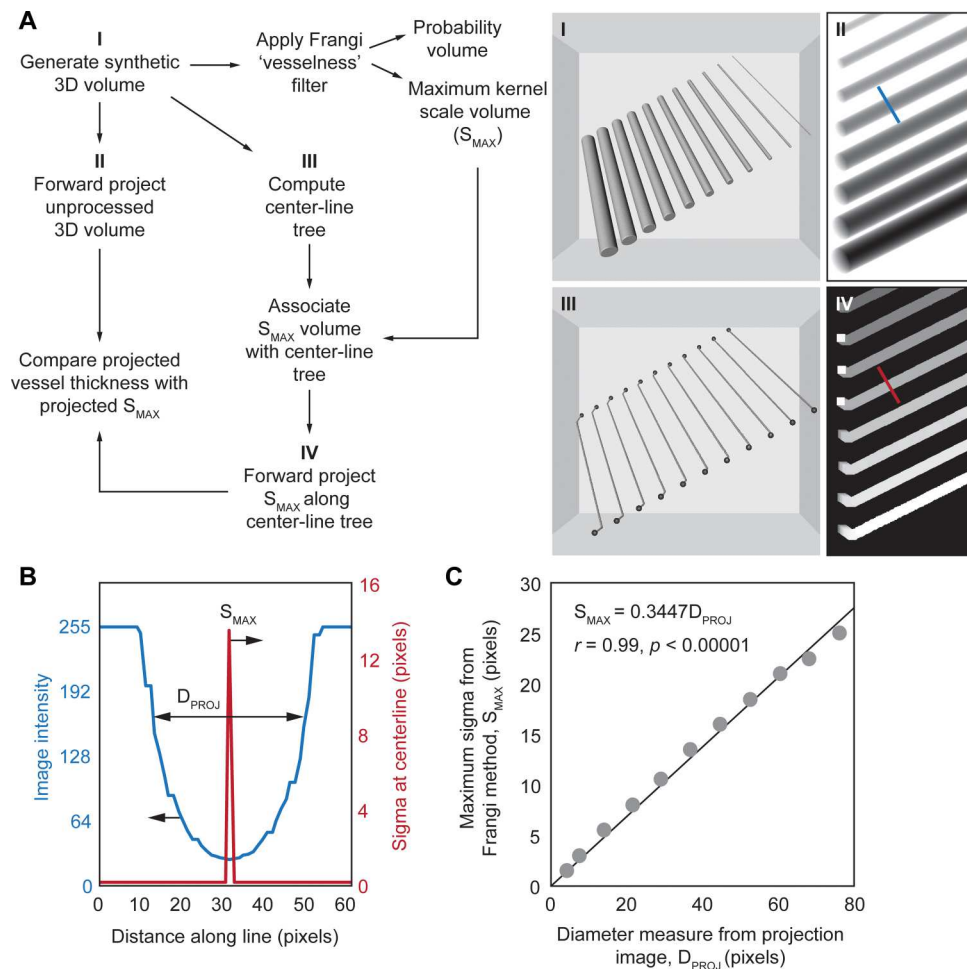 A
I
Generate synthetic
3D volume
Apply Frangi
‘vesselness’
filter
Probability
volume
Maximum kernel
scale volume
(SMAX)
II
Forward project
unprocessed
3D volume
III
Compute
center-line
tree
Associate
SMAX volume
with center-line
tree
Compare projected
vessel thickness with
projected SMAX
IV
Forward project
SMAX along
center-line tree
I
II
III
IV
B
Image intensity
255
192
128
64
0
SMAX
DPROJ
16
12
8
4
0
Sigma at centerline (pixels)
0 10 20 30 40 50 60
Distance along line (pixels)
C
Maximum sigma from
Frangi method, SMAX (pixels)
30
25
20
15
10
5
0
SMAX = 0.3447DPROJ
r = 0.99, p < 0.00001
0 20 40 60 80
Diameter measure from projection
image, DPROJ (pixels)